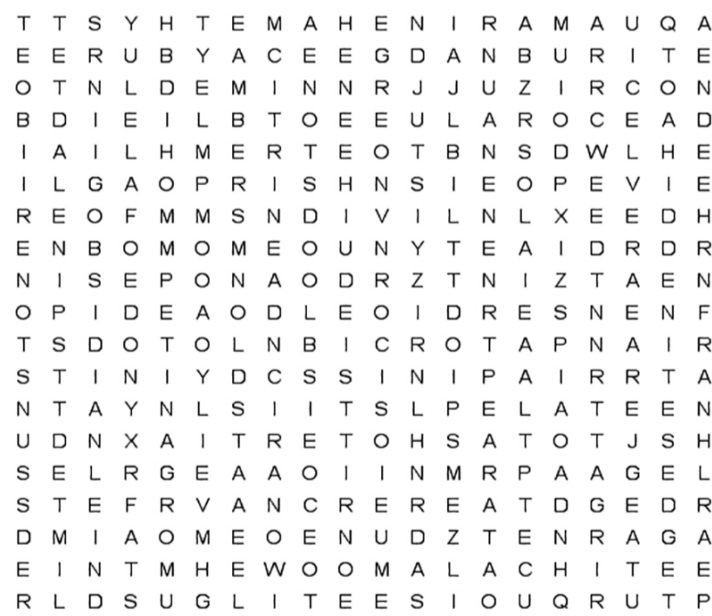 T T S Y H T E M A H E N I R A M A U Q A
E E R U B Y A C E E G D A N B U R I T E
O T N L D E M I N N R J J U Z I R C O N
B D I E I L B T O E E U L A R O C E A D
I A I L H M E R T E O T B N S D W L H E
I L G A O P R I S H N S I E O P E V I E
R E O F M M S N D I V I L N L X E E D H
E N B O M O M E O U N Y T E A I D R D R
N I S E P O N A O D R Z T N I Z T A E N
O P I D E A O D L E O I D R E S N E N F
T S D O T O L N B I C R O T A P N A I R
S T I N I Y D C S S I N I P A I R R T A
N T A Y N L S I I T S L P E L A T E E N
U D N X A I T R E T O H S A T O T J S H
S E L R G E A A O I I N M R P A A G E L
S T E F R V A N C R E R E A T D G E D R
D M I A O M E O E N U D Z T E N R A G A
E I N T M H E W O O M A L A C H I T E E
R L D S U G L I T E E S I O U Q R U T P